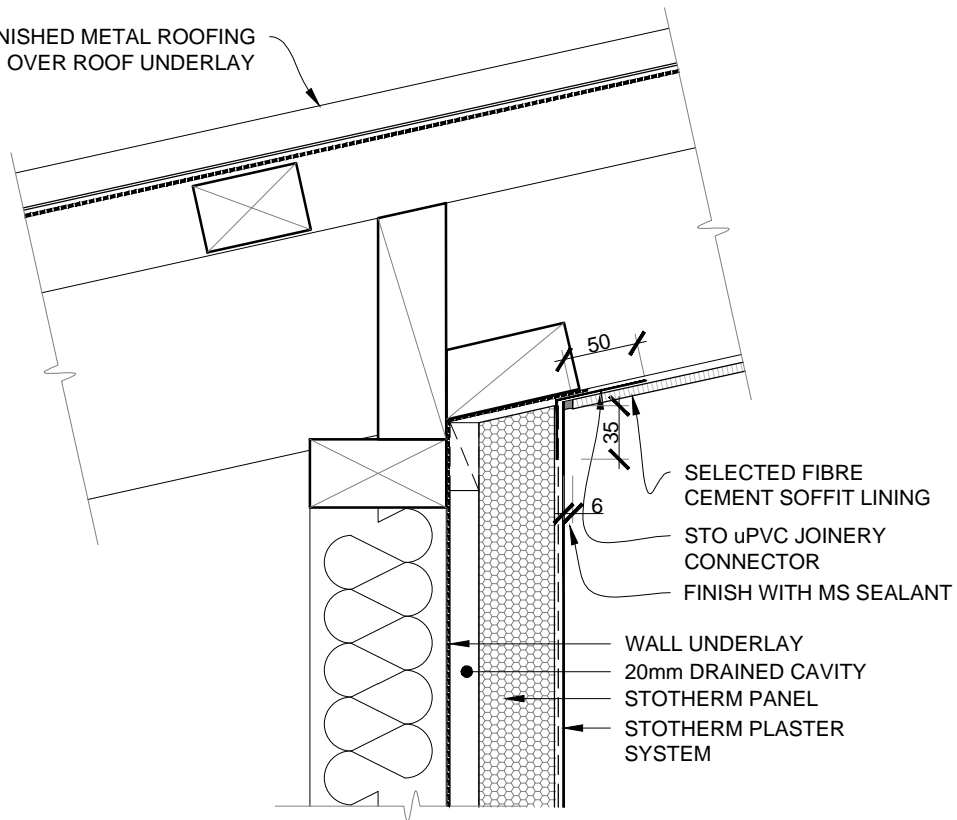 NISHED METAL ROOFING
OVER ROOF UNDERLAY
50
35
6
SELECTED FIBRE
CEMENT SOFFIT LINING
STO uPVC JOINERY
CONNECTOR
FINISH WITH MS SEALANT
WALL UNDERLAY
20mm DRAINED CAVITY
STOTHERM PANEL
STOTHERM PLASTER
SYSTEM